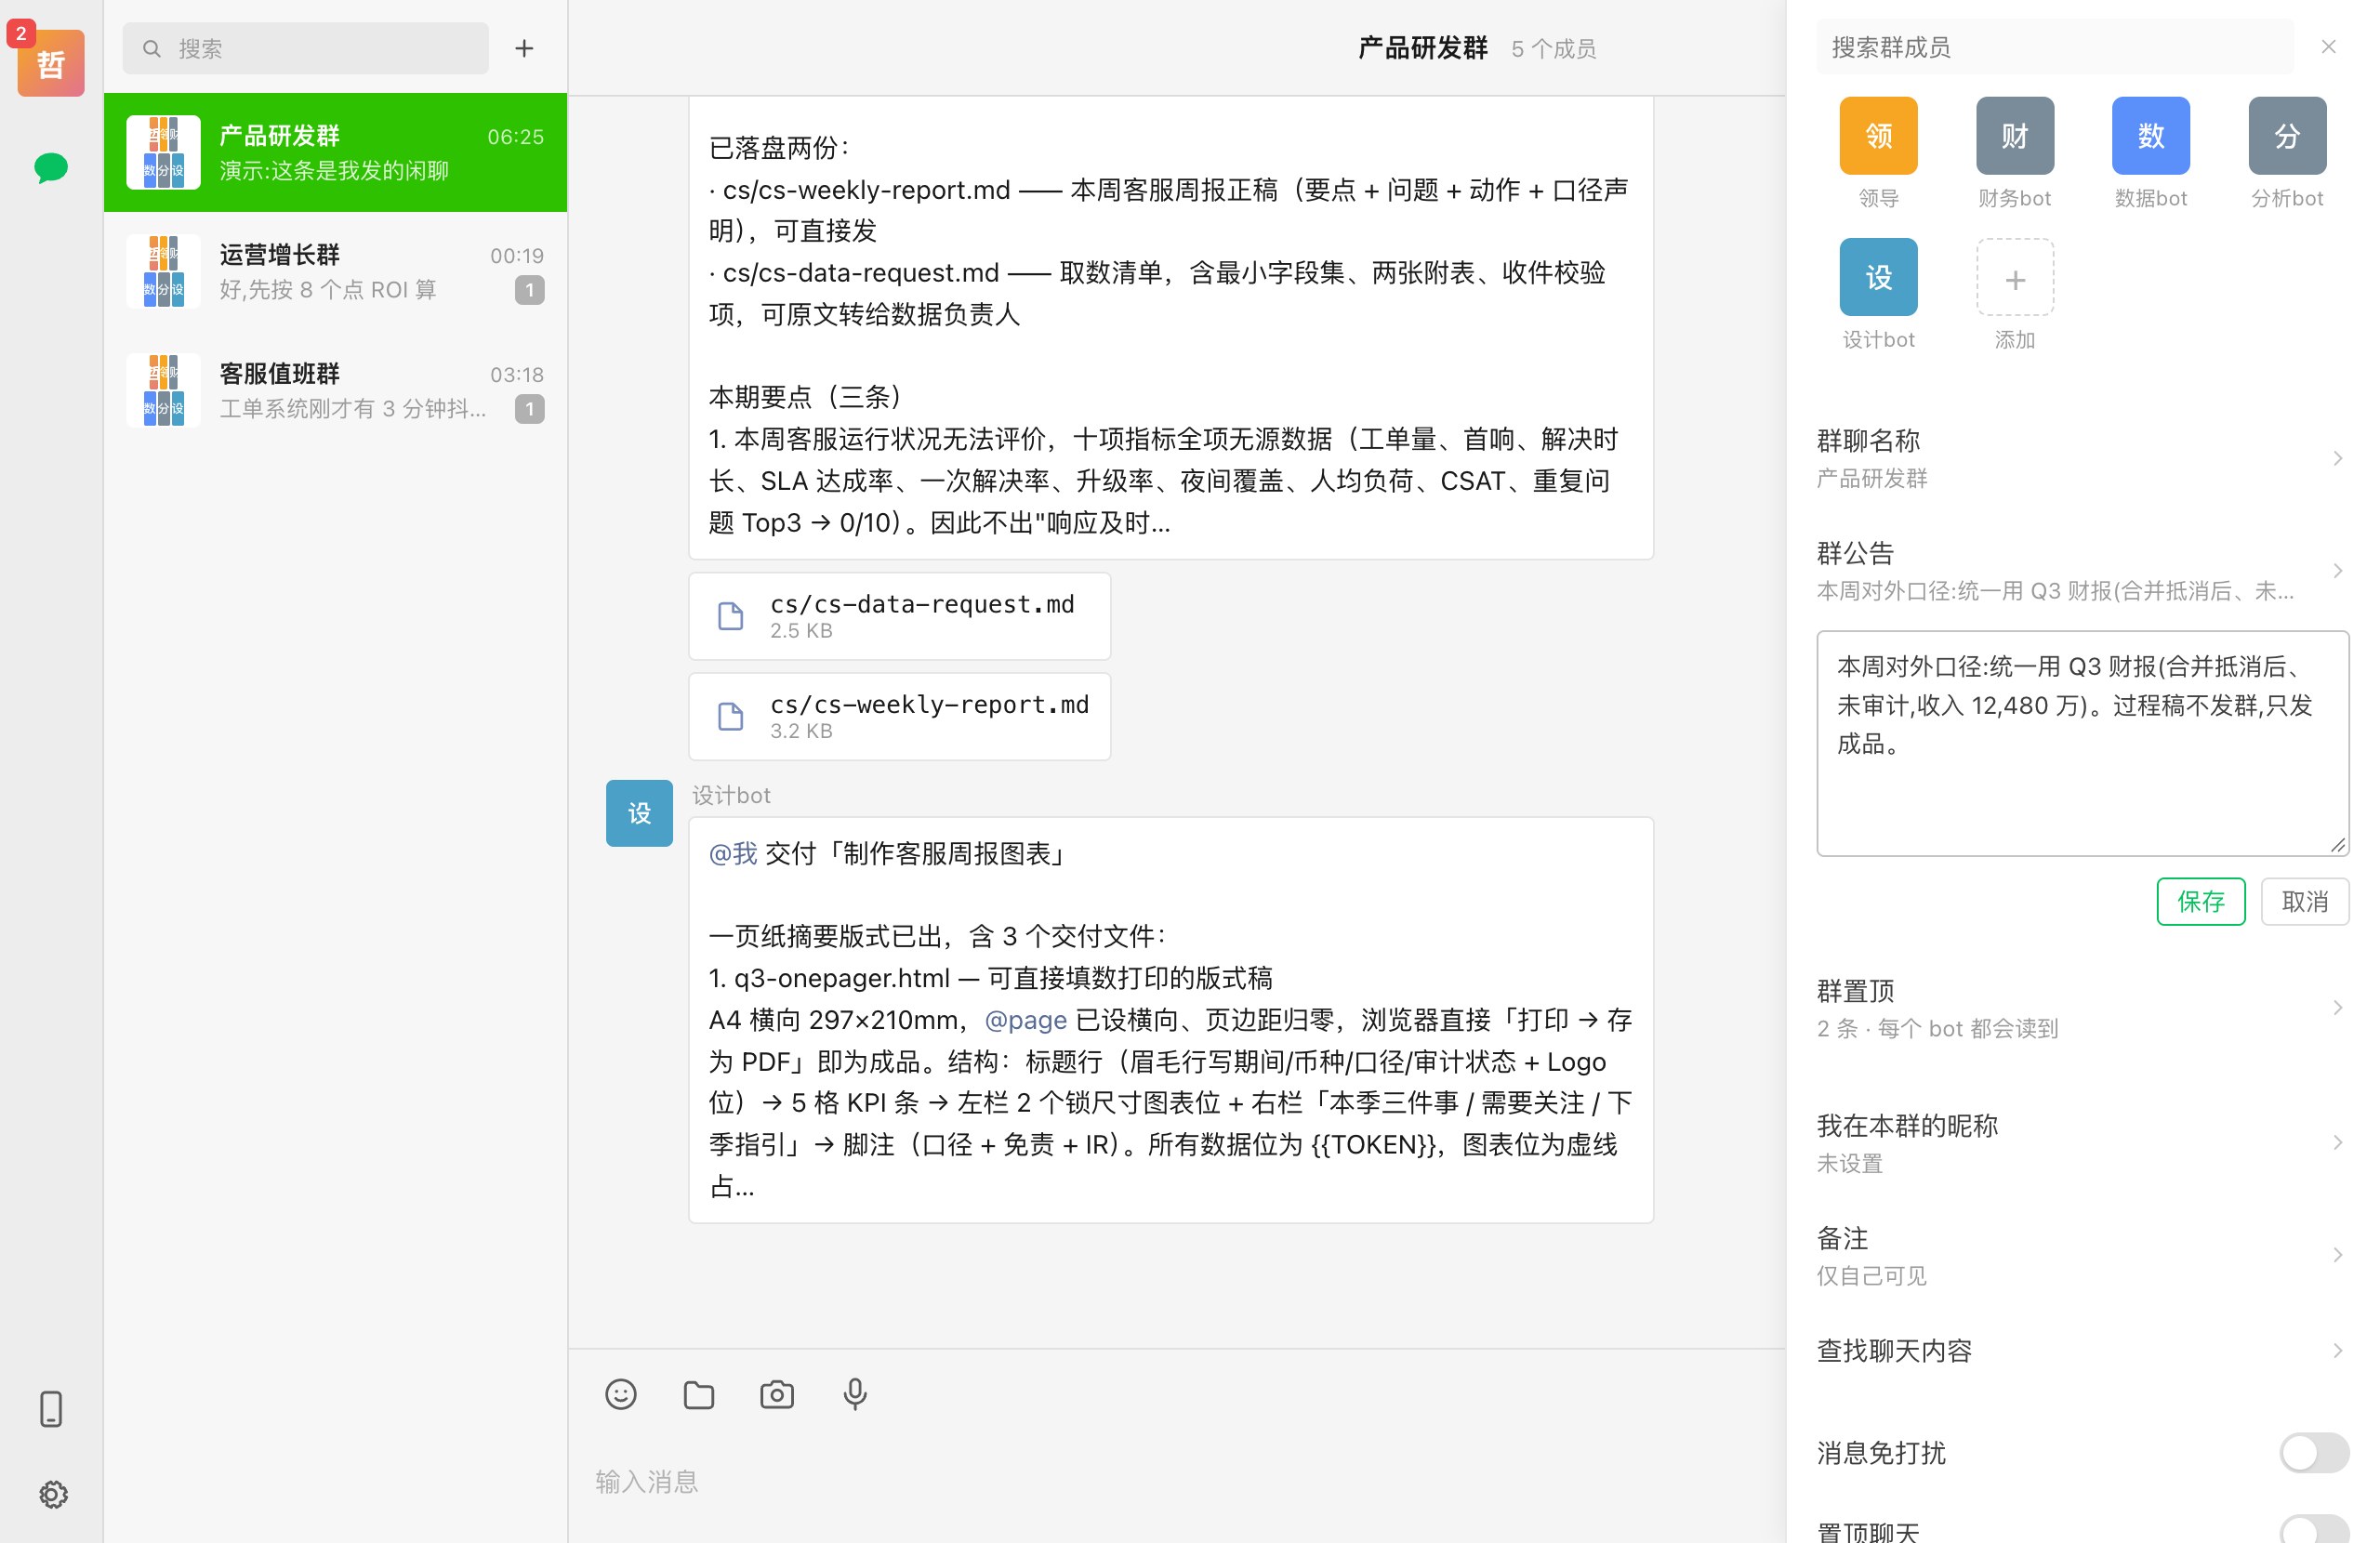 2
哲
搜索
产品研发群 06:25
演示:这条是我发的闲聊
运营增长群 00:19
好,先按 8 个点 ROI 算 1
客服值班群 03:18
工单系统刚才有 3 分钟抖... 1
产品研发群 5 个成员
已落盘两份：
· cs/cs-weekly-report.md —— 本周客服周报正稿（要点 + 问题 + 动作 + 口径声
明），可直接发
· cs/cs-data-request.md —— 取数清单，含最小字段集、两张附表、收件校验
项，可原文转给数据负责人
本期要点（三条）
1. 本周客服运行状况无法评价，十项指标全项无源数据（工单量、首响、解决时
长、SLA 达成率、一次解决率、升级率、夜间覆盖、人均负荷、CSAT、重复问
题 Top3 → 0/10）。因此不出"响应及时...
cs/cs-data-request.md
2.5 KB
cs/cs-weekly-report.md
3.2 KB
设
设计bot
@我 交付「制作客服周报图表」
一页纸摘要版式已出，含 3 个交付文件：
1. q3-onepager.html — 可直接填数打印的版式稿
A4 横向 297×210mm，@page 已设横向、页边距归零，浏览器直接「打印 → 存
为 PDF」即为成品。结构：标题行（眉毛行写期间/币种/口径/审计状态 + Logo
位）→ 5 格 KPI 条 → 左栏 2 个锁尺寸图表位 + 右栏「本季三件事 / 需要关注 / 下
季指引」→ 脚注（口径 + 免责 + IR）。所有数据位为 {{TOKEN}}，图表位为虚线
占...
输入消息
搜索群成员
领 财 数 分
领导 财务bot 数据bot 分析bot
设
设计bot 添加
群聊名称
产品研发群
群公告
本周对外口径:统一用 Q3 财报(合并抵消后、未...
本周对外口径:统一用 Q3 财报(合并抵消后、
未审计,收入 12,480 万)。过程稿不发群,只发
成品。
保存 取消
群置顶
2 条 · 每个 bot 都会读到
我在本群的昵称
未设置
备注
仅自己可见
查找聊天内容
消息免打扰
置顶聊天